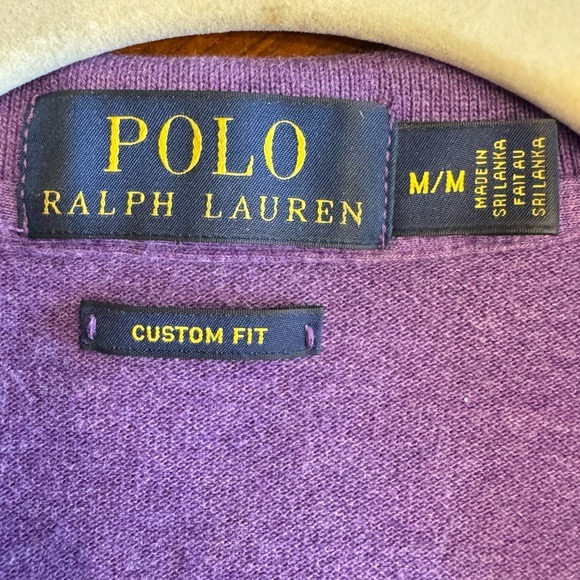 POLO
RALPH LAUREN
M/M
MADE IN
SRI LANKA
FAIT AU
SRI LANKA
CUSTOM FIT